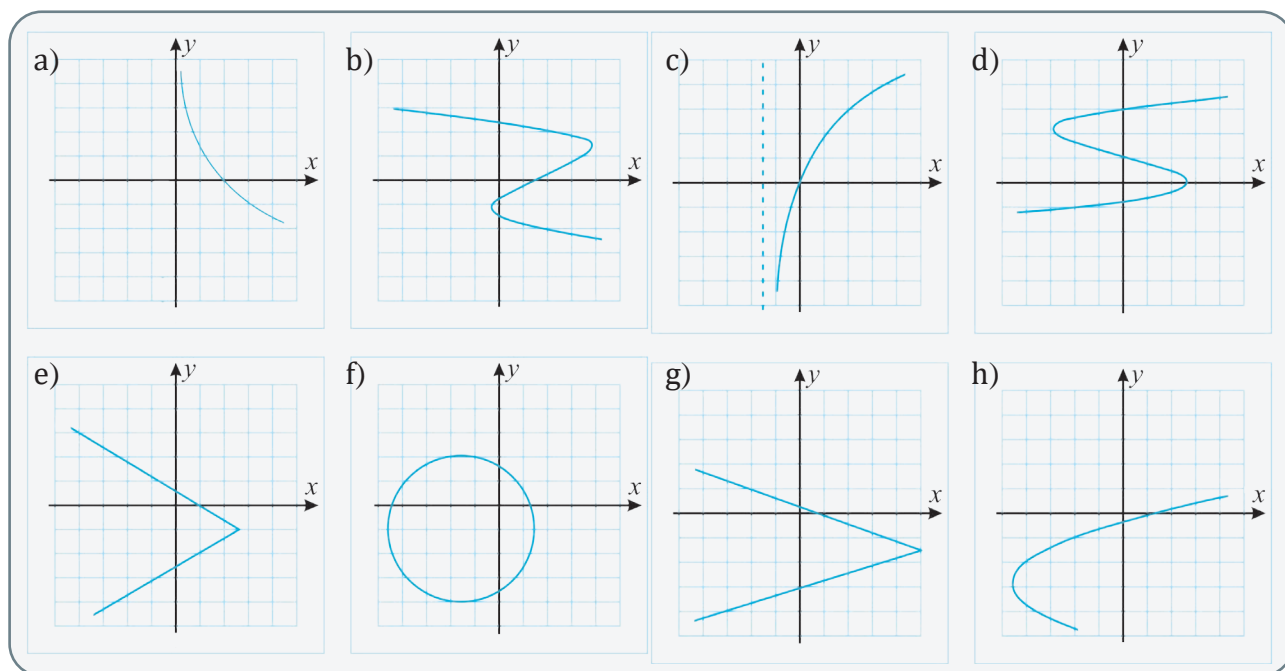 a) y x
b) y x
c) y x
d) y x
e) y x
f) y x
g) y x
h) y x